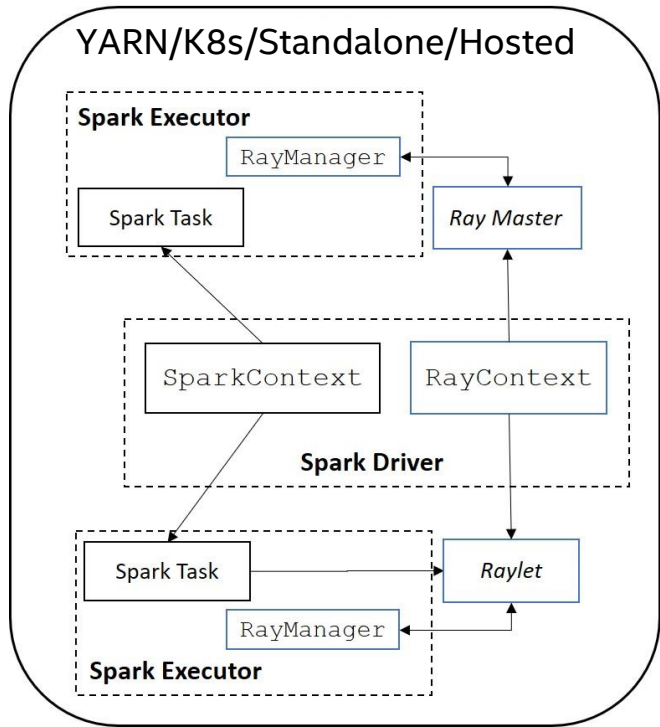 YARN/K8s/Standalone/Hosted
Spark Executor
RayManager
Spark Task
Ray Master
SparkContext
RayContext
Spark Driver
Spark Task
Raylet
RayManager
Spark Executor